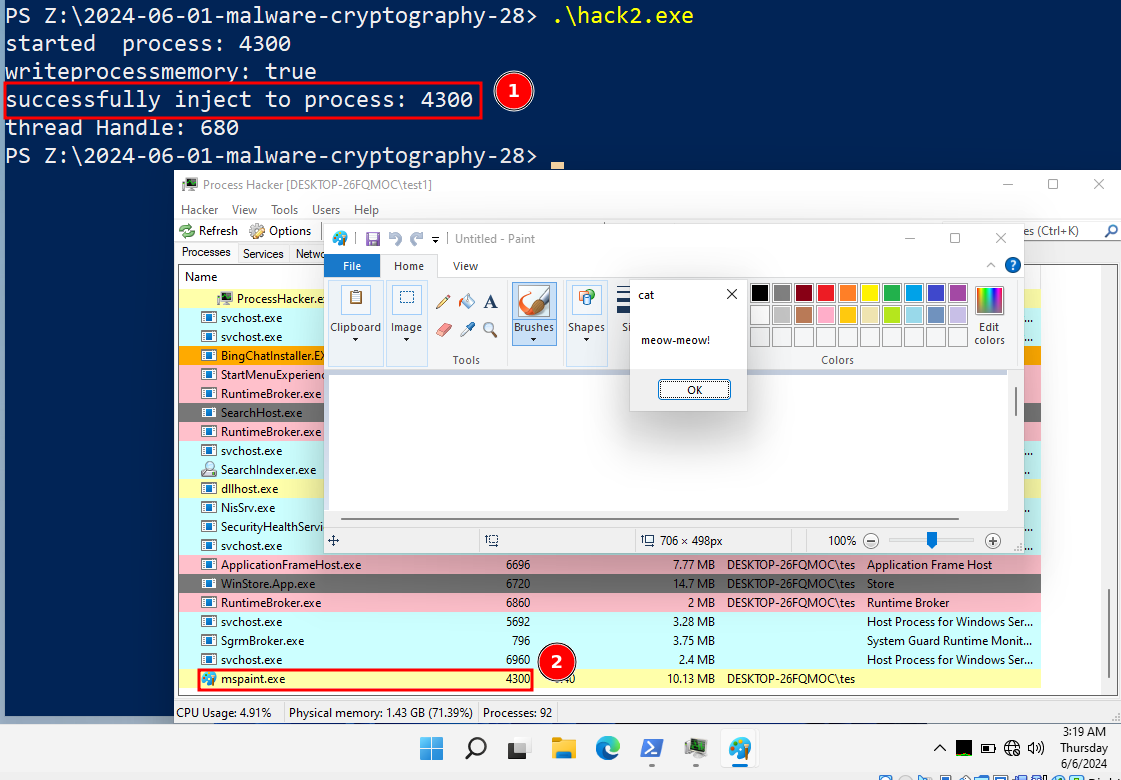 PS Z:\2024-06-01-malware-cryptography-28> .\hack2.exe
started  process: 4300
writeprocessmemory: true
successfully inject to process: 4300
1
thread Handle: 680
PS Z:\2024-06-01-malware-cryptography-28>
Process Hacker [DESKTOP-26FQMOC\test1]
Hacker View Tools Users Help
Refresh Options
es (Ctrl+K)
Processes Services Netwo
Name
Untitled - Paint
File Home View
Clipboard Image Tools Brushes Shapes Si Colors Edit colors
cat
meow-meow!
OK
706 × 498px 100%
ProcessHacker.ex
svchost.exe
svchost.exe
BingChatInstaller.EX
StartMenuExperienc
RuntimeBroker.exe
SearchHost.exe
RuntimeBroker.exe
svchost.exe
SearchIndexer.exe
dllhost.exe
NisSrv.exe
SecurityHealthServi
svchost.exe
ApplicationFrameHost.exe 6696 7.77 MB DESKTOP-26FQMOC\tes Application Frame Host
WinStore.App.exe 6720 14.7 MB DESKTOP-26FQMOC\tes Store
RuntimeBroker.exe 6860 2 MB DESKTOP-26FQMOC\tes Runtime Broker
svchost.exe 5692 3.28 MB Host Process for Windows Ser...
SgrmBroker.exe 796 3.75 MB System Guard Runtime Monit...
svchost.exe 6960 2.4 MB Host Process for Windows Ser...
2
mspaint.exe 4300 10.13 MB DESKTOP-26FQMOC\tes
CPU Usage: 4.91% Physical memory: 1.43 GB (71.39%) Processes: 92
3:19 AM
Thursday
6/6/2024